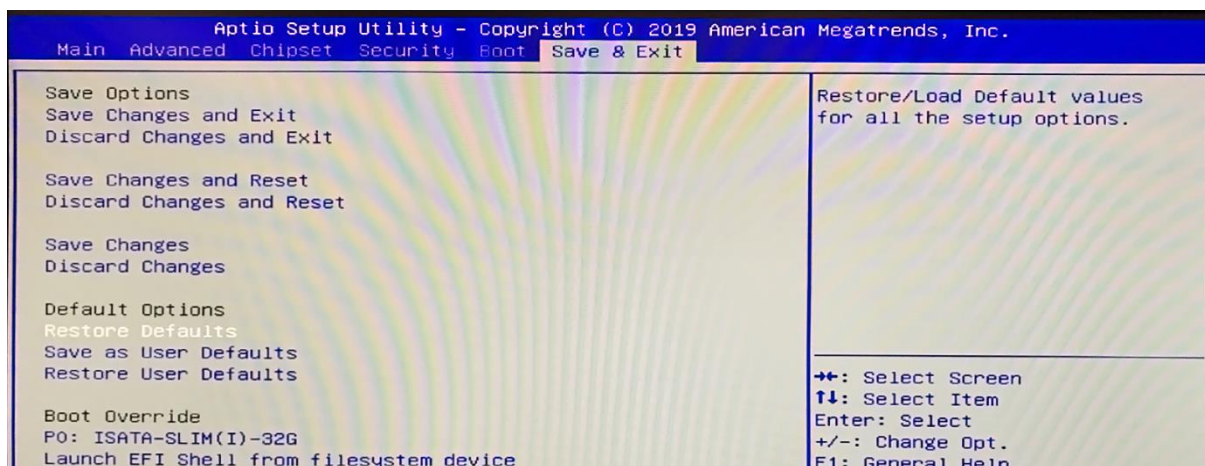 Aptio Setup Utility – Copyright (C) 2019 American Megatrends, Inc.
Main Advanced Chipset Security Boot Save & Exit
Save Options
Save Changes and Exit
Discard Changes and Exit
Save Changes and Reset
Discard Changes and Reset
Save Changes
Discard Changes
Default Options
Restore Defaults
Save as User Defaults
Restore User Defaults
Boot Override
P0: ISATA-SLIM(I)-32G
Launch EFI Shell from filesystem device
Restore/Load Default values
for all the setup options.
→←: Select Screen
↑↓: Select Item
Enter: Select
+/-: Change Opt.
F1: General Help